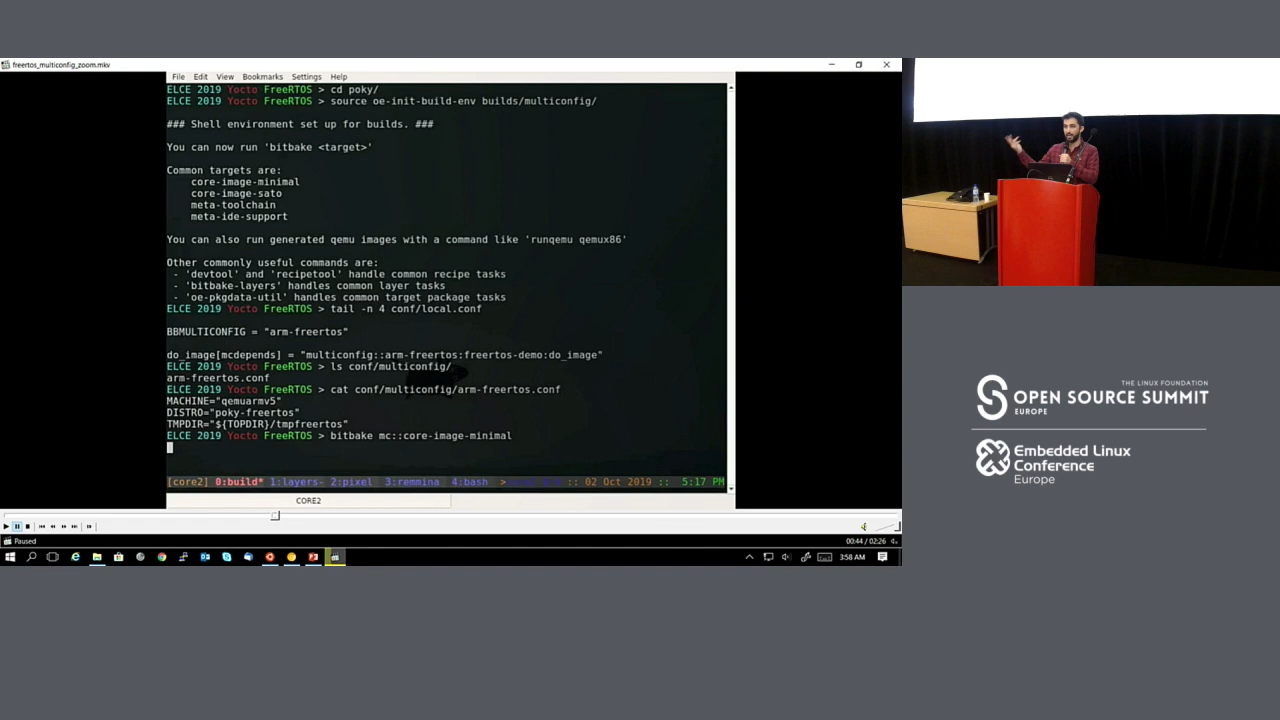 freertos_multiconfig_zoom.mkv
File Edit View Bookmarks Settings Help
ELCE 2019 Yocto FreeRTOS > cd poky/
ELCE 2019 Yocto FreeRTOS > source oe-init-build-env builds/multiconfig/
### Shell environment set up for builds. ###
You can now run 'bitbake <target>'
Common targets are:
core-image-minimal
core-image-sato
meta-toolchain
meta-ide-support
You can also run generated qemu images with a command like 'runqemu qemux86'
Other commonly useful commands are:
- 'devtool' and 'recipetool' handle common recipe tasks
- 'bitbake-layers' handles common layer tasks
- 'oe-pkgdata-util' handles common target package tasks
ELCE 2019 Yocto FreeRTOS > tail -n 4 conf/local.conf
BBMULTICONFIG = "arm-freertos"
do_image[mcdepends] = "multiconfig::arm-freertos:freertos-demo:do_image"
ELCE 2019 Yocto FreeRTOS > ls conf/multiconfig/
arm-freertos.conf
ELCE 2019 Yocto FreeRTOS > cat conf/multiconfig/arm-freertos.conf
MACHINE="qemuarmv5"
DISTRO="poky-freertos"
TMPDIR="${TOPDIR}/tmpfreertos"
ELCE 2019 Yocto FreeRTOS > bitbake mc::core-image-minimal
[core2] 0:build* 1:layers- 2:pixel 3:remmina 4:bash > :: 02 Oct 2019 :: 5:17 PM
CORE2
Paused
00:44 / 02:26
3:58 AM
THE LINUX FOUNDATION
OPEN SOURCE SUMMIT
EUROPE
Embedded Linux
Conference
Europe